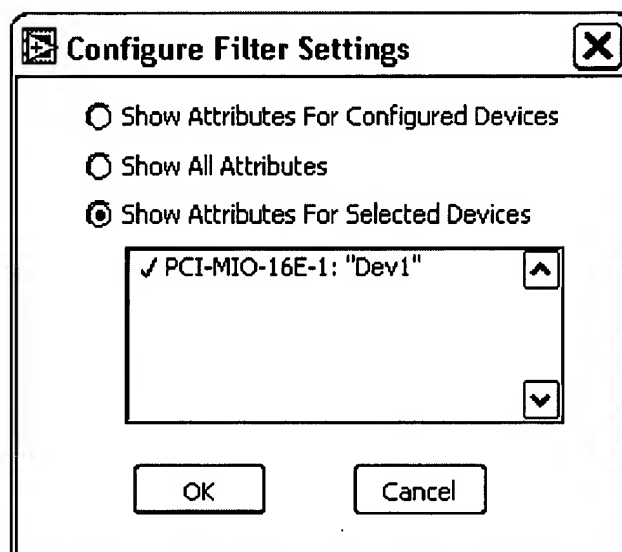 Configure Filter Settings
Show Attributes For Configured Devices
Show All Attributes
Show Attributes For Selected Devices
✓ PCI-MIO-16E-1: "Dev1"
OK
Cancel